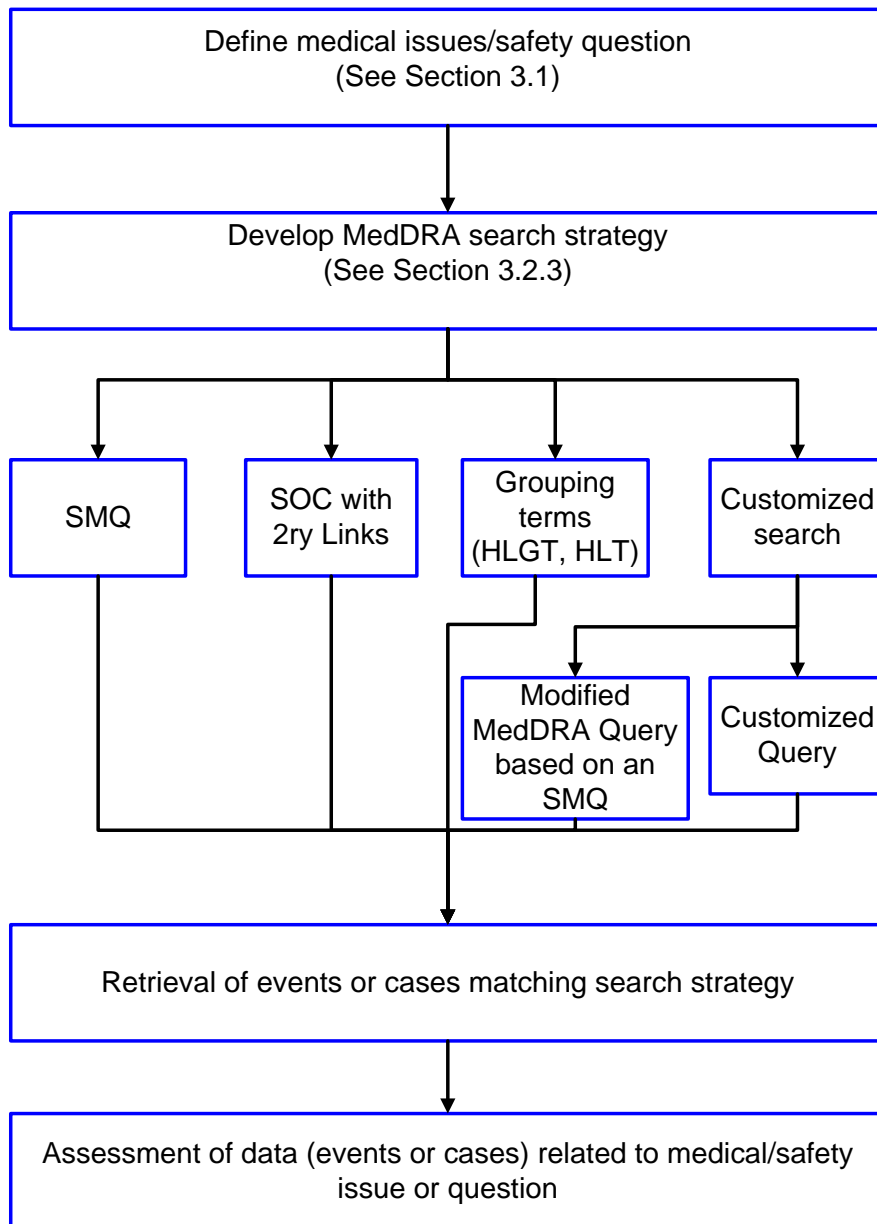 Define medical issues/safety question
(See Section 3.1)
Develop MedDRA search strategy
(See Section 3.2.3)
SMQ
SOC with
2ry Links
Grouping
terms
(HLGT, HLT)
Customized
search
Modified
MedDRA Query
based on an
SMQ
Customized
Query
Retrieval of events or cases matching search strategy
Assessment of data (events or cases) related to medical/safety
issue or question